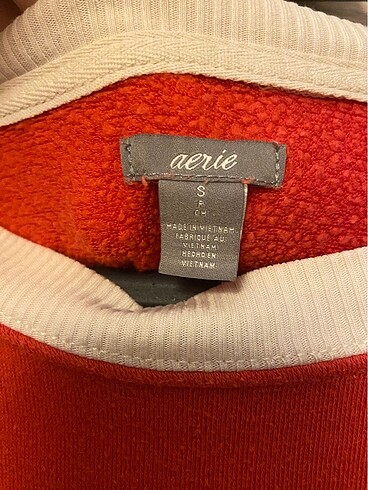 aerie
S
P
CH
MADE IN VIETNAM
FABRIQUÉ AU
VIETNAM
HECHO EN
VIETNAM